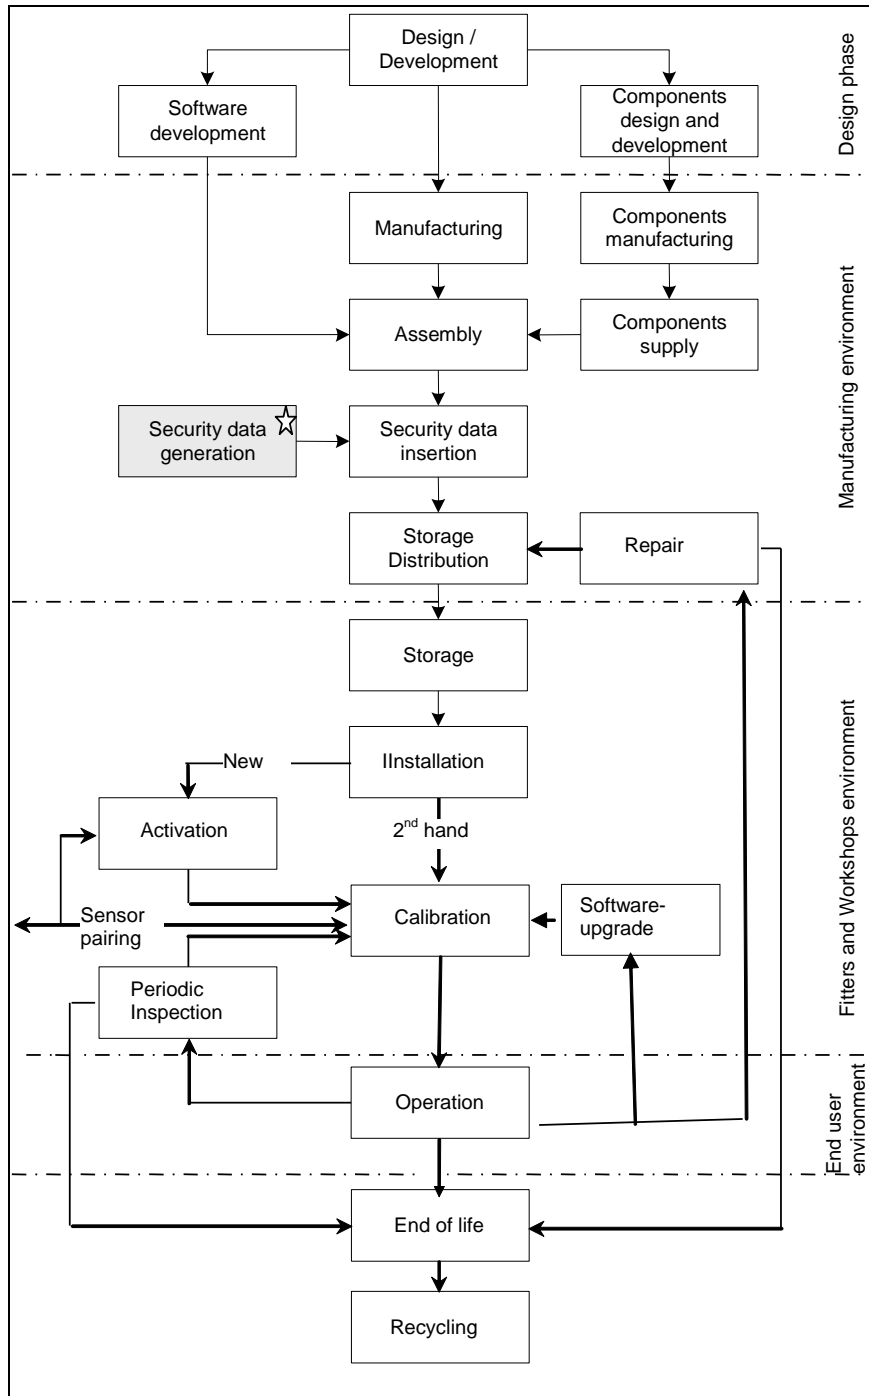 Design /
Development
Software
development
Components
design and
development
Design phase
Manufacturing
Components
manufacturing
Assembly
Components
supply
Security data
generation
Security data
insertion
Storage
Distribution
Repair
Manufacturing environment
Storage
IInstallation
New
Activation
2nd hand
Sensor
pairing
Calibration
Software-
upgrade
Periodic
Inspection
Fitters and Workshops environment
Operation
End user
environment
End of life
Recycling